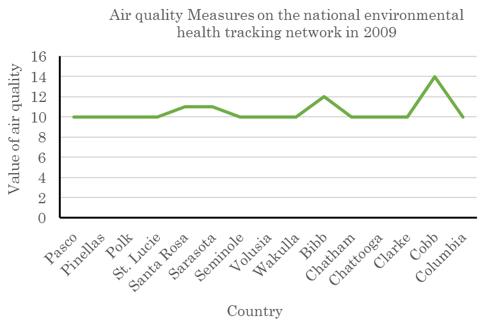 Air quality Measures on the national environmental
health tracking network in 2009
Value of air quality
16
14
12
10
8
6
4
2
0
Pasco
Pinellas
Polk
St. Lucie
Santa Rosa
Sarasota
Seminole
Volusia
Wakulla
Bibb
Chatham
Chattooga
Clarke
Cobb
Columbia
Country